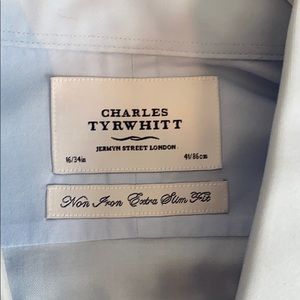 CHARLES
TYRWHITT
JERMYN STREET LONDON
16/34in 41/86cm
Non Iron Extra Slim Fit